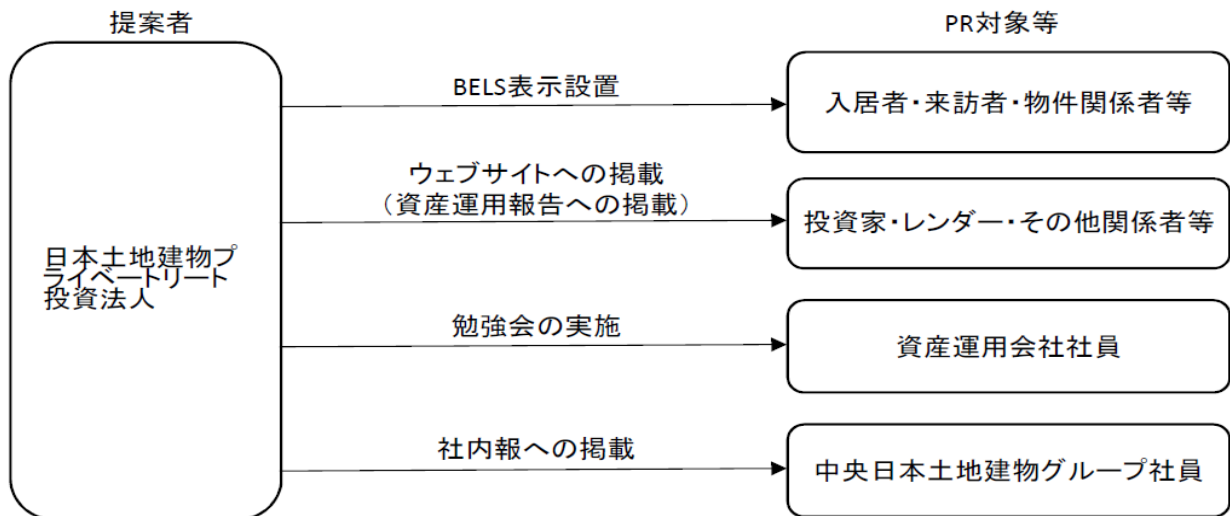 提案者
PR対象等
日本土地建物プ
ライベートリート
投資法人
BELS表示設置
入居者・来訪者・物件関係者等
ウェブサイトへの掲載
（資産運用報告への掲載）
投資家・レンダー・その他関係者等
勉強会の実施
資産運用会社社員
社内報への掲載
中央日本土地建物グループ社員